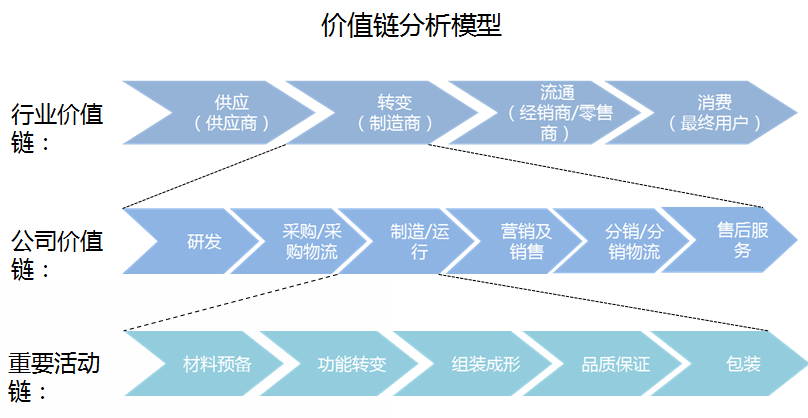 价值链分析模型
行业价值
链：
供应
（供应商）
转变
（制造商）
流通
（经销商/零售
商）
消费
（最终用户）
公司价值
链：
研发
采购/采
购物流
制造/运
行
营销及
销售
分销/分
销物流
售后服
务
重要活动
链：
材料预备
功能转变
组装成形
品质保证
包装